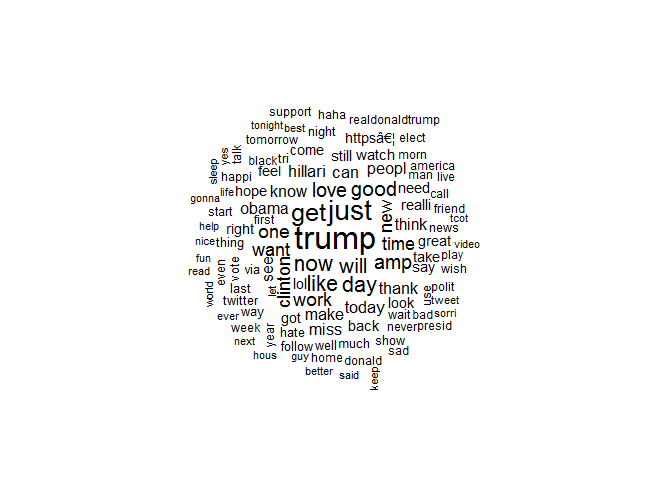 support haha
tonight best night realdonaldtrump
tomorrow come httpsâ€¦ elect
yes talk still watch morn
sleep black tri feel hillari can peopl america
happi man live
gonna life hope know love good need call
start obama get just new realli friend
first tcot
help right one trump think news
nice thing want time great video
fun via see now will amp take play
read even vote say wish
world last clinton lol like day thank use polit
twitter let work look tweet
ever way got make today wait bad sorri
week year hate miss back never presid
next follow well much show
hous guy home donald sad
better said keep